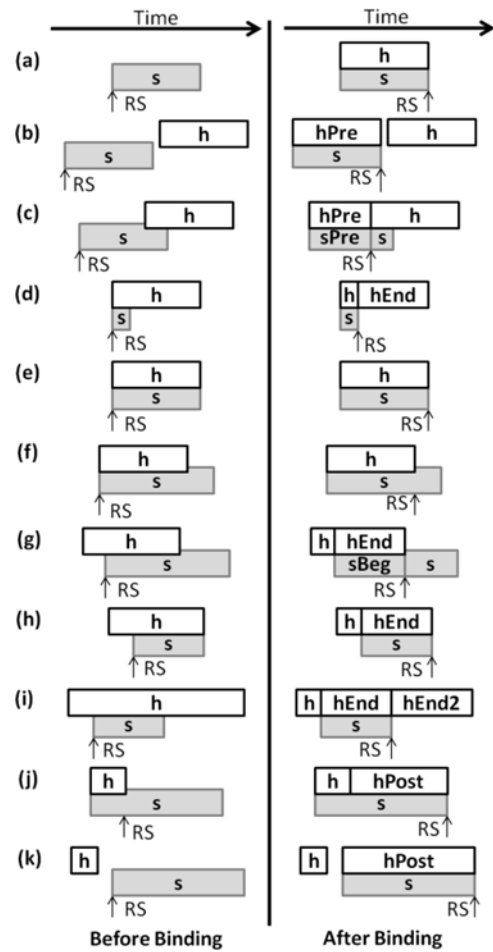 Time Time
(a) s RS h s RS
(b) h s RS hPre h s RS
(c) h s RS hPre h sPre s RS
(d) h s RS h hEnd s RS
(e) h s RS h s RS
(f) h s RS h s RS
(g) h s RS h hEnd sBeg s RS
(h) h s RS h hEnd s RS
(i) h s RS h hEnd hEnd2 s RS
(j) h s RS h hPost s RS
(k) h s RS h hPost s RS
Before Binding After Binding